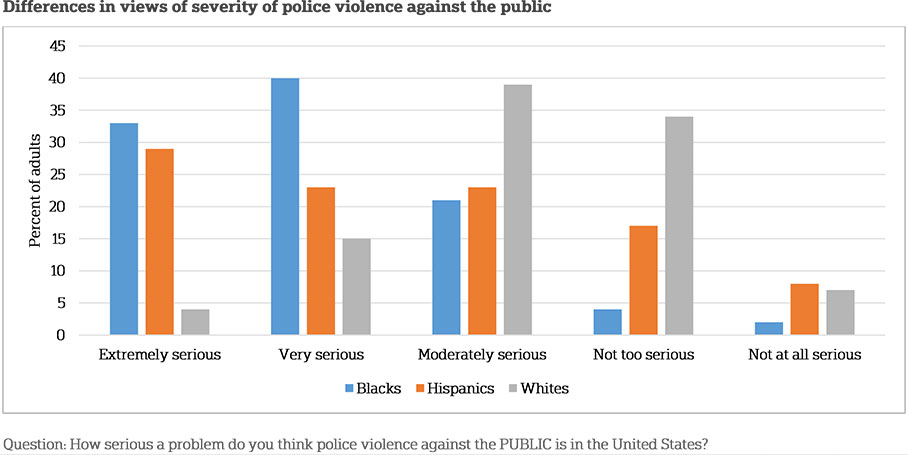 Differences in views of severity of police violence against the public
45
40
35
30
25
20
15
10
5
0
Percent of adults
Extremely serious Very serious Moderately serious Not too serious Not at all serious
Blacks Hispanics Whites
Question: How serious a problem do you think police violence against the PUBLIC is in the United States?